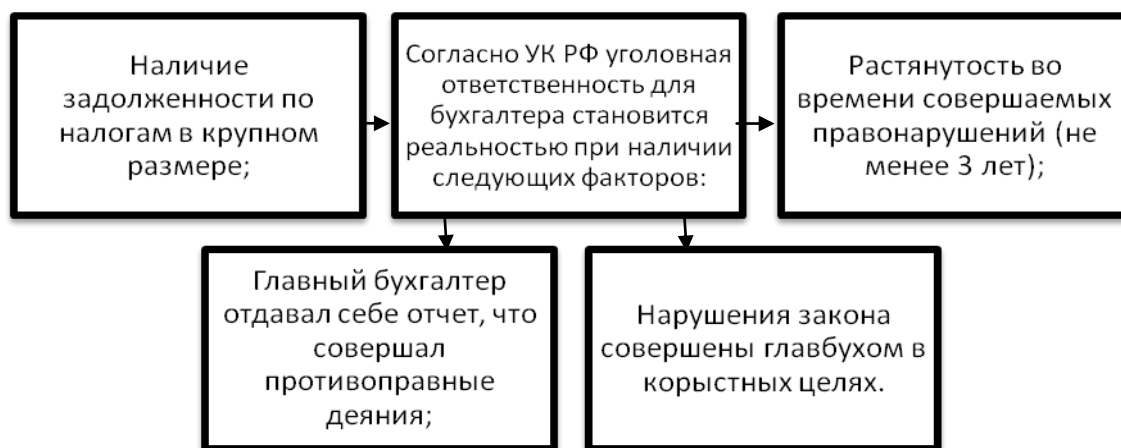 Наличие
задолженности по
налогам в крупном
размере;
Согласно УК РФ уголовная
ответственность для
бухгалтера становится
реальностью при наличии
следующих факторов:
Растянутость во
времени совершаемых
правонарушений (не
менее 3 лет);
Главный бухгалтер
отдавал себе отчет, что
совершал
противоправные
деяния;
Нарушения закона
совершены главбухом в
корыстных целях.